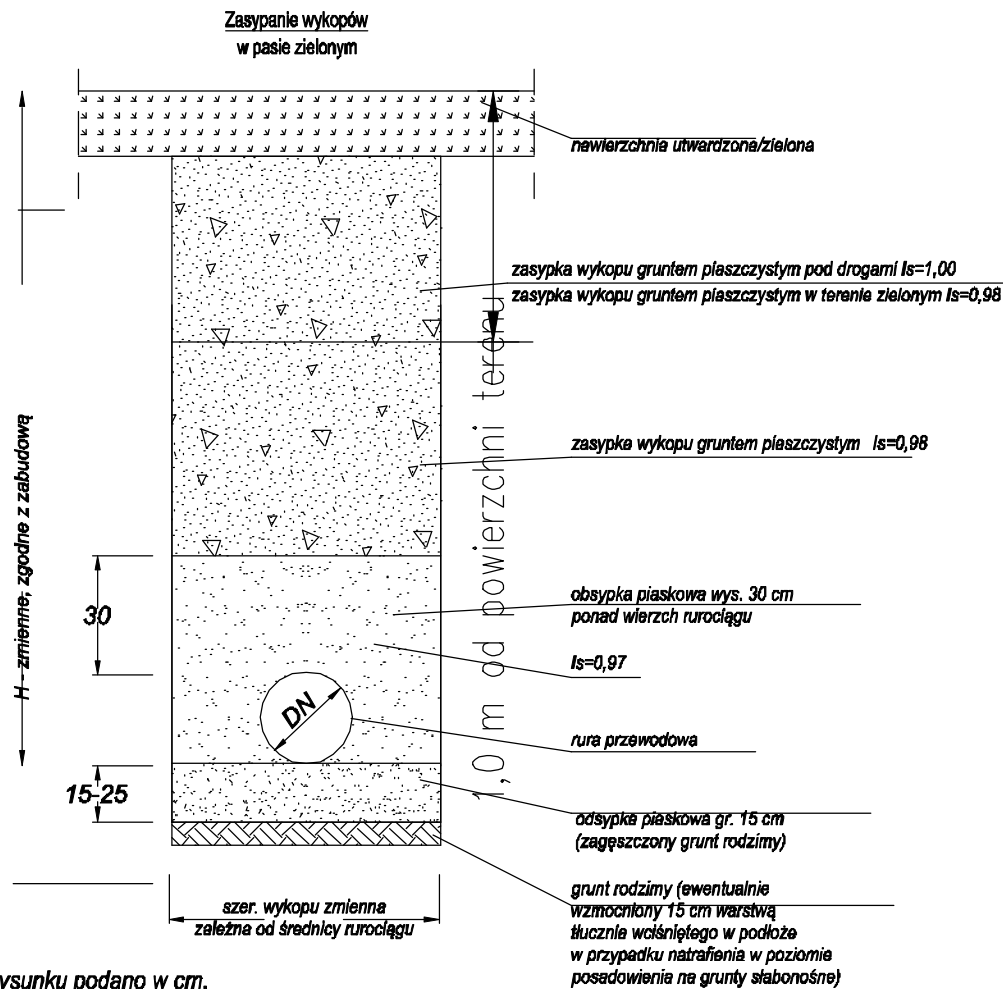 Zasypanie wykopów
w pasie zielonym
nawierzchnia utwardzona/zielona
zasypka wykopu gruntem piaszczystym pod drogami Is=1,00
zasypka wykopu gruntem piaszczystym w terenie zielonym Is=0,98
1,0 m od powierzchni terenu
H - zmienne, zgodne z zabudową
zasypka wykopu gruntem piaszczystym Is=0,98
30
obsypka piaskowa wys. 30 cm
ponad wierzch rurociągu
Is=0,97
DN
rura przewodowa
15-25
odsypka piaskowa gr. 15 cm
(zagęszczony grunt rodzimy)
szer. wykopu zmienna
zależna od średnicy rurociągu
grunt rodzimy (ewentualnie
wzmocniony 15 cm warstwą
tłucznia wciśniętego w podłoże
w przypadku natrafienia w poziomie
posadowienia na grunty słabonośne)
ysunku podano w cm.